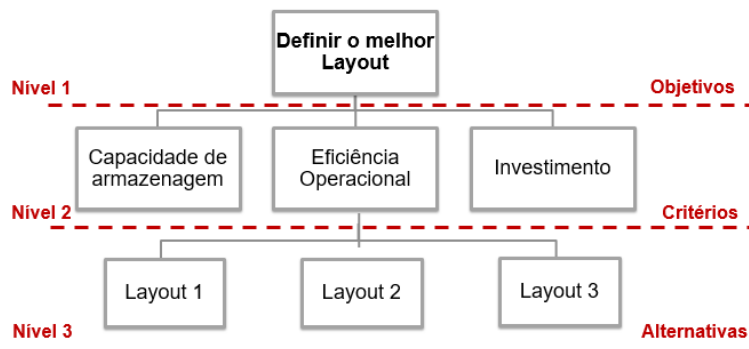 Definir o melhor
Layout
Nível 1
Objetivos
Capacidade de
armazenagem
Eficiência
Operacional
Investimento
Nível 2
Critérios
Layout 1
Layout 2
Layout 3
Nível 3
Alternativas